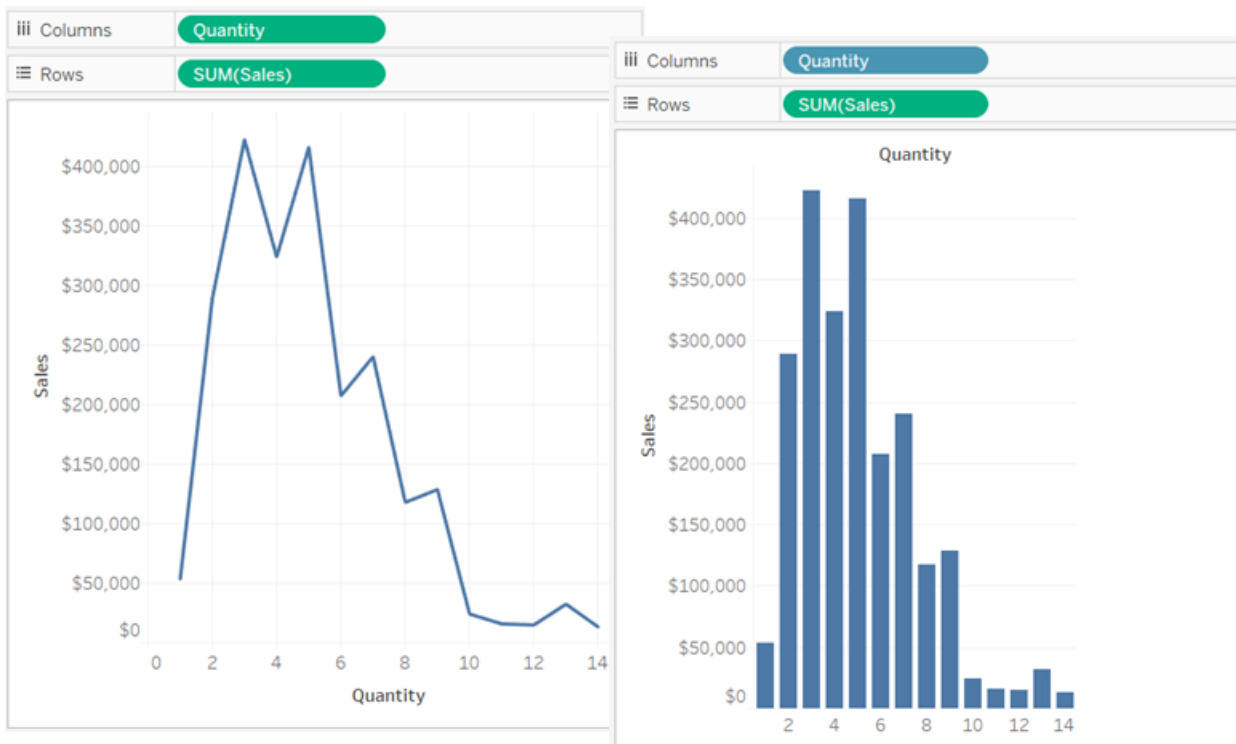 Columns Quantity
Rows SUM(Sales)
$400,000
$350,000
$300,000
$250,000
$200,000
$150,000
$100,000
$50,000
$0
Sales
0 2 4 6 8 10 12 14
Quantity
Columns Quantity
Rows SUM(Sales)
Quantity
$400,000
$350,000
$300,000
$250,000
$200,000
$150,000
$100,000
$50,000
$0
Sales
2 4 6 8 10 12 14